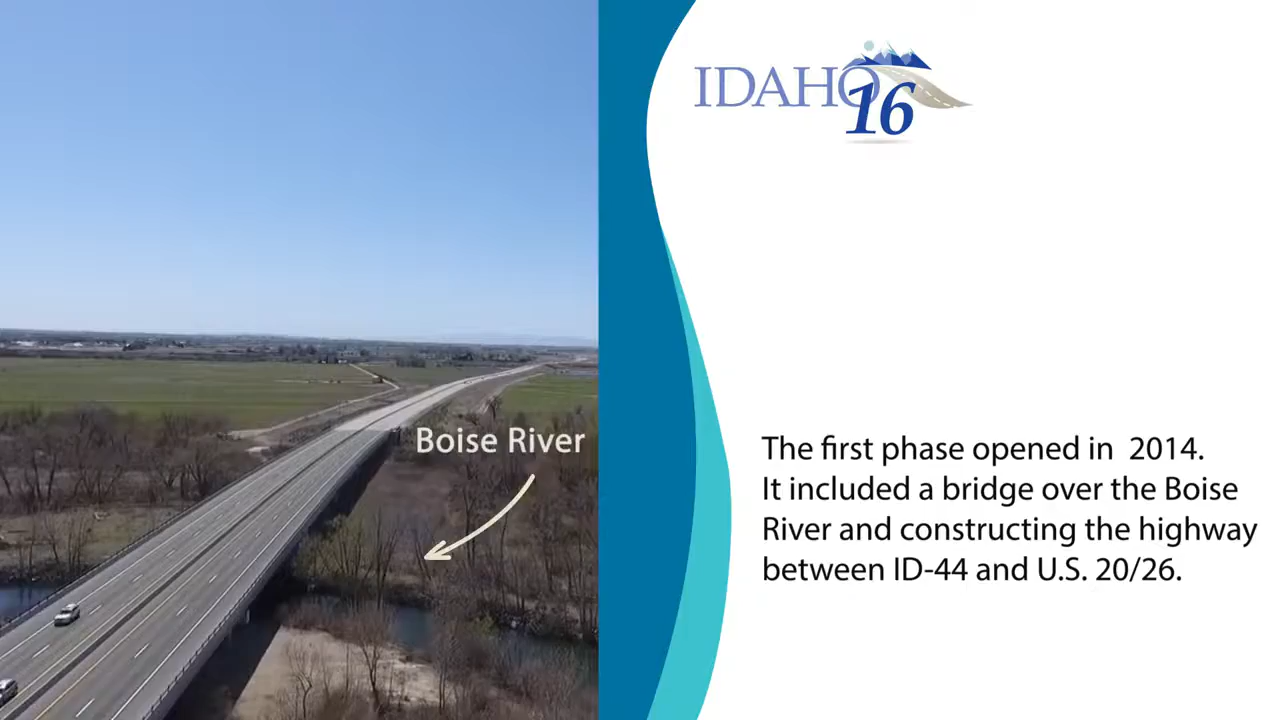 IDAHO
16
Boise River
The first phase opened in  2014.
It included a bridge over the Boise
River and constructing the highway
between ID-44 and U.S. 20/26.